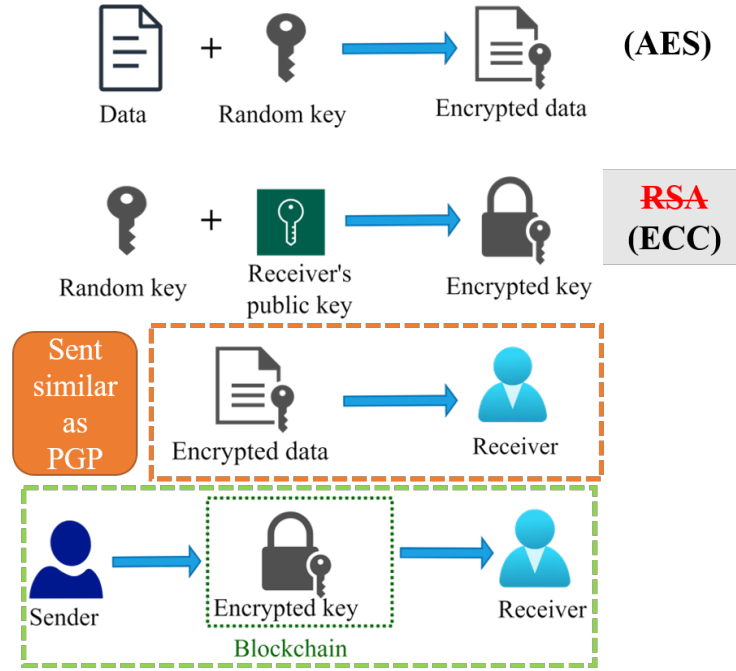 +
(AES)
Data
Random key
Encrypted data
+
RSA
(ECC)
Random key
Receiver's
public key
Encrypted key
Sent
similar
as
PGP
Encrypted data
Receiver
Sender
Encrypted key
Receiver
Blockchain